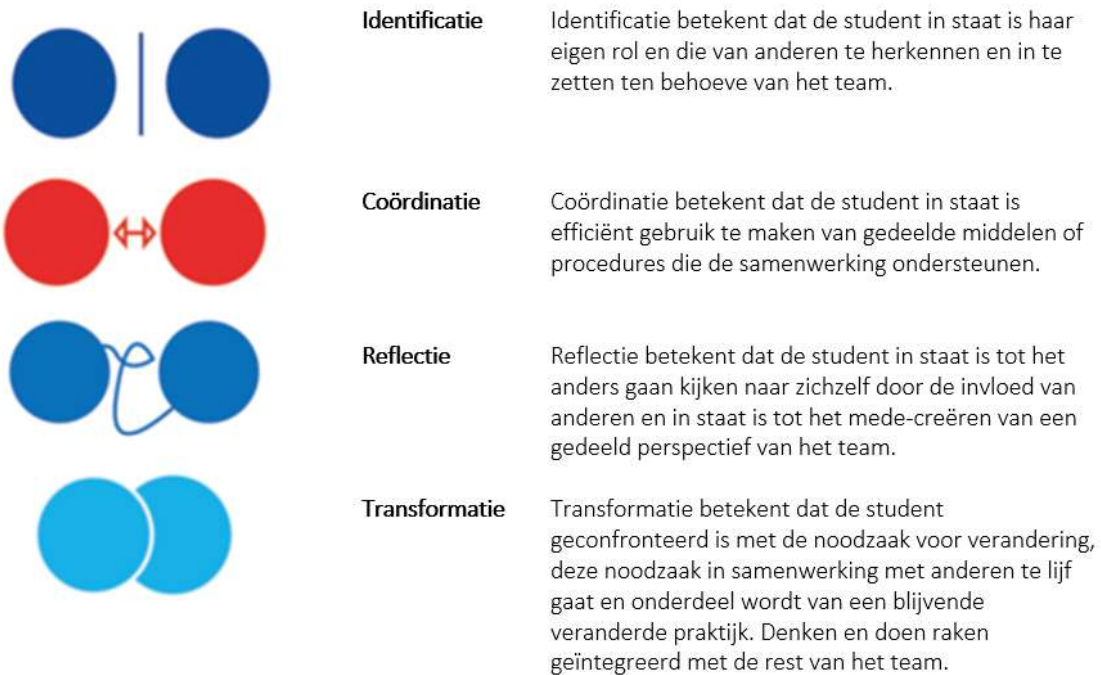 Identificatie Identificatie betekent dat de student in staat is haar
eigen rol en die van anderen te herkennen en in te
zetten ten behoeve van het team.
Coördinatie Coördinatie betekent dat de student in staat is
efficiënt gebruik te maken van gedeelde middelen of
procedures die de samenwerking ondersteunen.
Reflectie Reflectie betekent dat de student in staat is tot het
anders gaan kijken naar zichzelf door de invloed van
anderen en in staat is tot het mede-creëren van een
gedeeld perspectief van het team.
Transformatie Transformatie betekent dat de student
geconfronteerd is met de noodzaak voor verandering,
deze noodzaak in samenwerking met anderen te lijf
gaat en onderdeel wordt van een blijvende
veranderde praktijk. Denken en doen raken
geïntegreerd met de rest van het team.